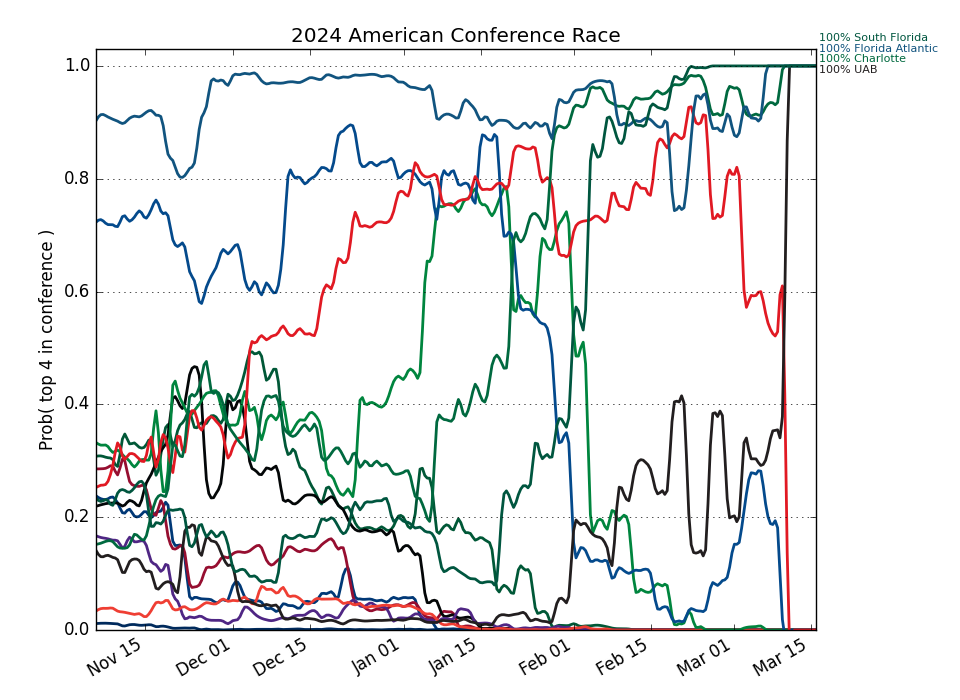 2024 American Conference Race
100% South Florida
100% Florida Atlantic
100% Charlotte
100% UAB
Prob( top 4 in conference )
1.0
0.8
0.6
0.4
0.2
0.0
Nov 15
Dec 01
Dec 15
Jan 01
Jan 15
Feb 01
Feb 15
Mar 01
Mar 15